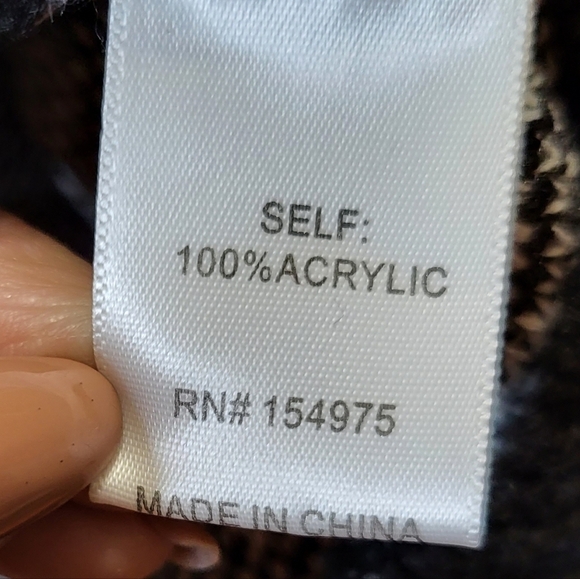 SELF:
100%ACRYLIC
RN# 154975
MADE IN CHINA